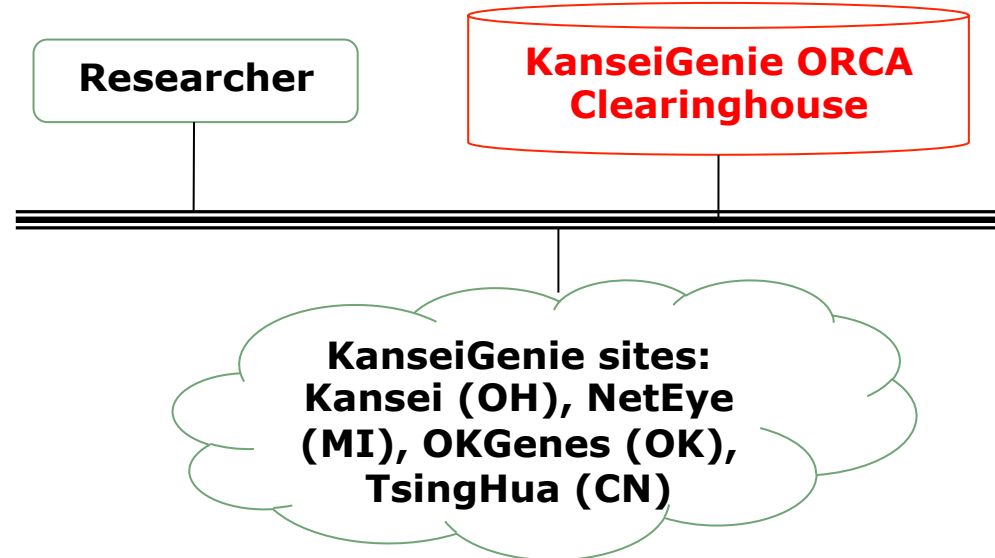 Researcher
KanseiGenie ORCA
Clearinghouse
KanseiGenie sites:
Kansei (OH), NetEye
(MI), OKGenes (OK),
TsingHua (CN)